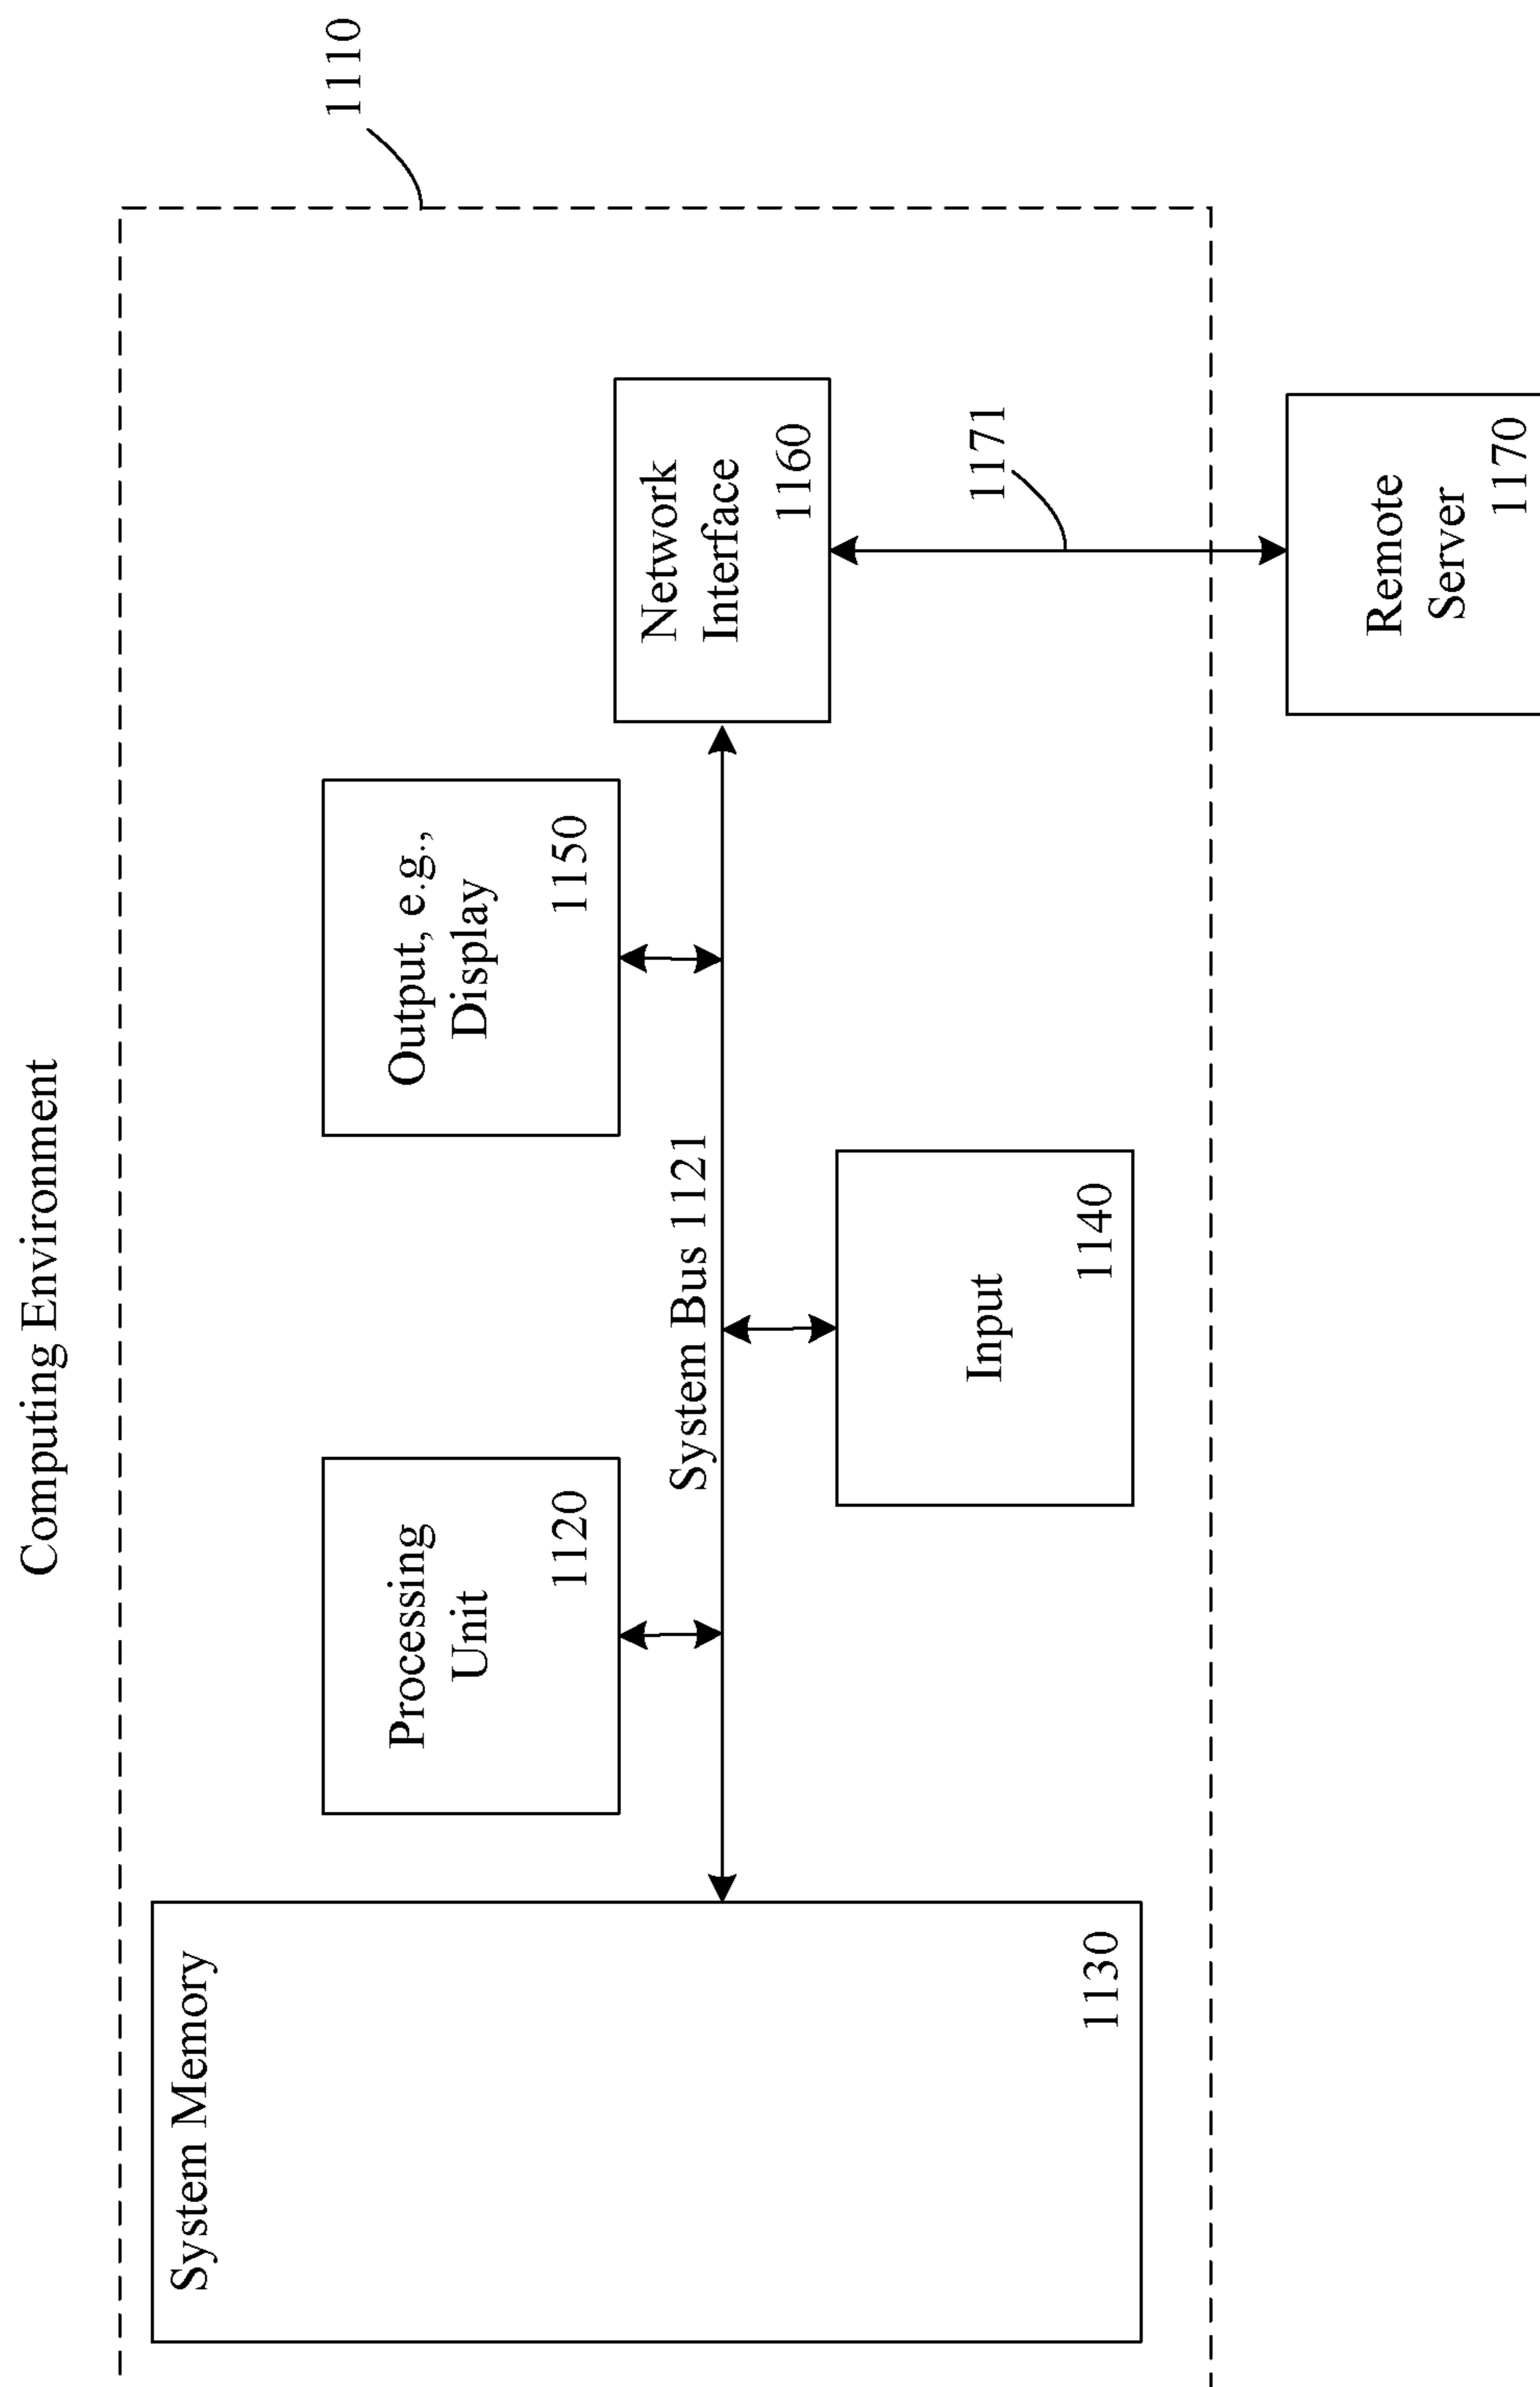 Computing Environment
1110
System Memory
1130
Processing
Unit
1120
Output, e.g.,
Display
1150
System Bus 1121
Input
1140
Network
Interface
1160
1171
Remote
Server
1170